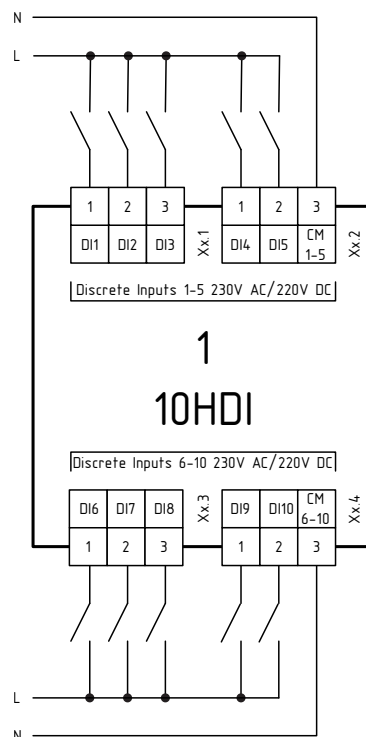 N
L
1 2 3 1 2 3
DI1 DI2 DI3 Xx.1 DI4 DI5 CM 1-5 Xx.2
Discrete Inputs 1-5 230V AC/220V DC
1
10HDI
Discrete Inputs 6-10 230V AC/220V DC
DI6 DI7 DI8 Xx.3 DI9 DI10 CM 6-10 Xx.4
1 2 3 1 2 3
L
N